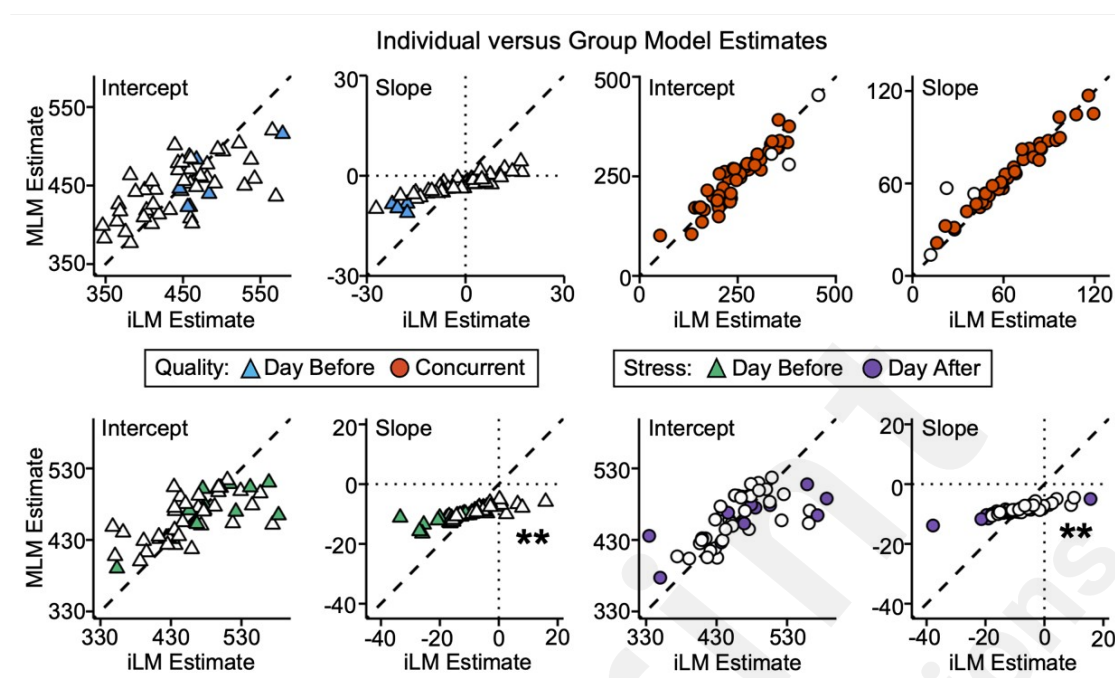 Individual versus Group Model Estimates
Intercept
Slope
Intercept
Slope
MLM Estimate
550
450
350
350 450 550
iLM Estimate
30
0
-30
-30 0 30
iLM Estimate
500
250
0
0 250 500
iLM Estimate
120
60
0
0 60 120
iLM Estimate
Quality: Day Before Concurrent
Stress: Day Before Day After
Intercept
Slope
Intercept
Slope
MLM Estimate
530
430
330
330 430 530
iLM Estimate
20
0
-20
-40
**
-40 -20 0 20
iLM Estimate
530
430
330
330 430 530
iLM Estimate
20
0
-20
-40
**
-40 -20 0 20
iLM Estimate